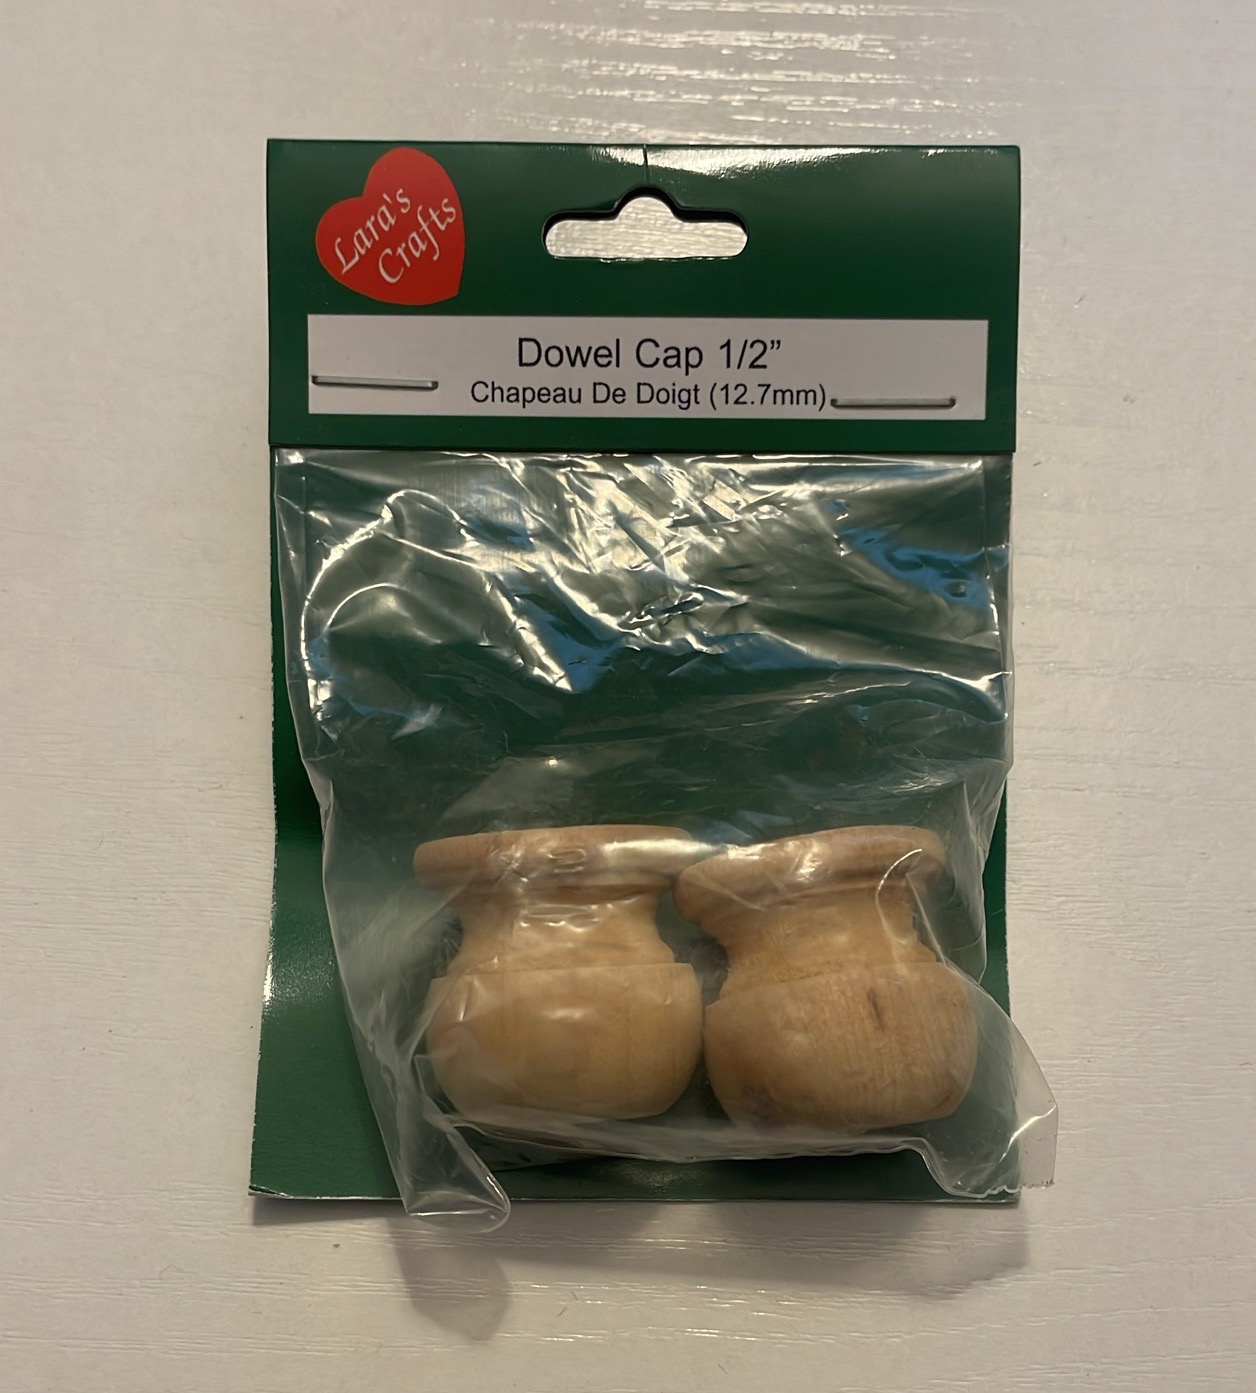 Lara's
Crafts
Dowel Cap 1/2”
Chapeau De Doigt (12.7mm)